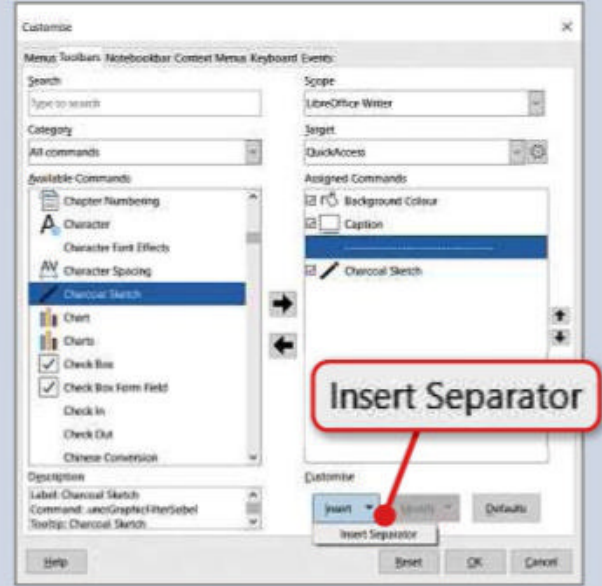 Customise
Menus Toolbars Notebookbar Context Menus Keyboard Events
Search
Type to search
Category
All commands
Available Commands
Chapter Numbering
Character
Character Font Effects
Character Spacing
Charcoal Sketch
Chart
Charts
Check Box
Check Box Form Field
Check In
Check Out
Chinese Conversion
Description
Label: Charcoal Sketch
Command: .uno:GraphicFilterSobel
Tooltip: Charcoal Sketch
Scope
LibreOffice Writer
Target
QuickAccess
Assigned Commands
Background Colour
Caption
Charcoal Sketch
Insert Separator
Customise
Insert
Modify
Defaults
Insert Separator
Help
Reset
OK
Cancel